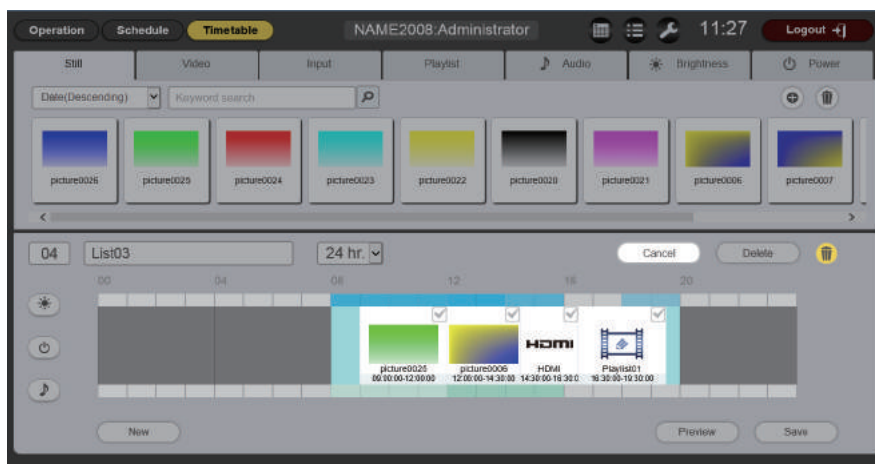 Operation Schedule Timetable NAME2008:Administrator 11:27 Logout
Still Video Input Playlist Audio Brightness Power
Date(Descending) Keyword search
picture0026 picture0025 picture0024 picture0023 picture0022 picture0020 picture0021 picture0006 picture0007
04 List03 24 hr. Cancel Delete
00 04 08 12 16 20
HDMI
picture0025 picture0006 HDMI Playlist01
09:00:00-12:00:00 12:00:00-14:30:00 14:30:00-16:30:0 16:30:00-19:30:00
New Preview Save